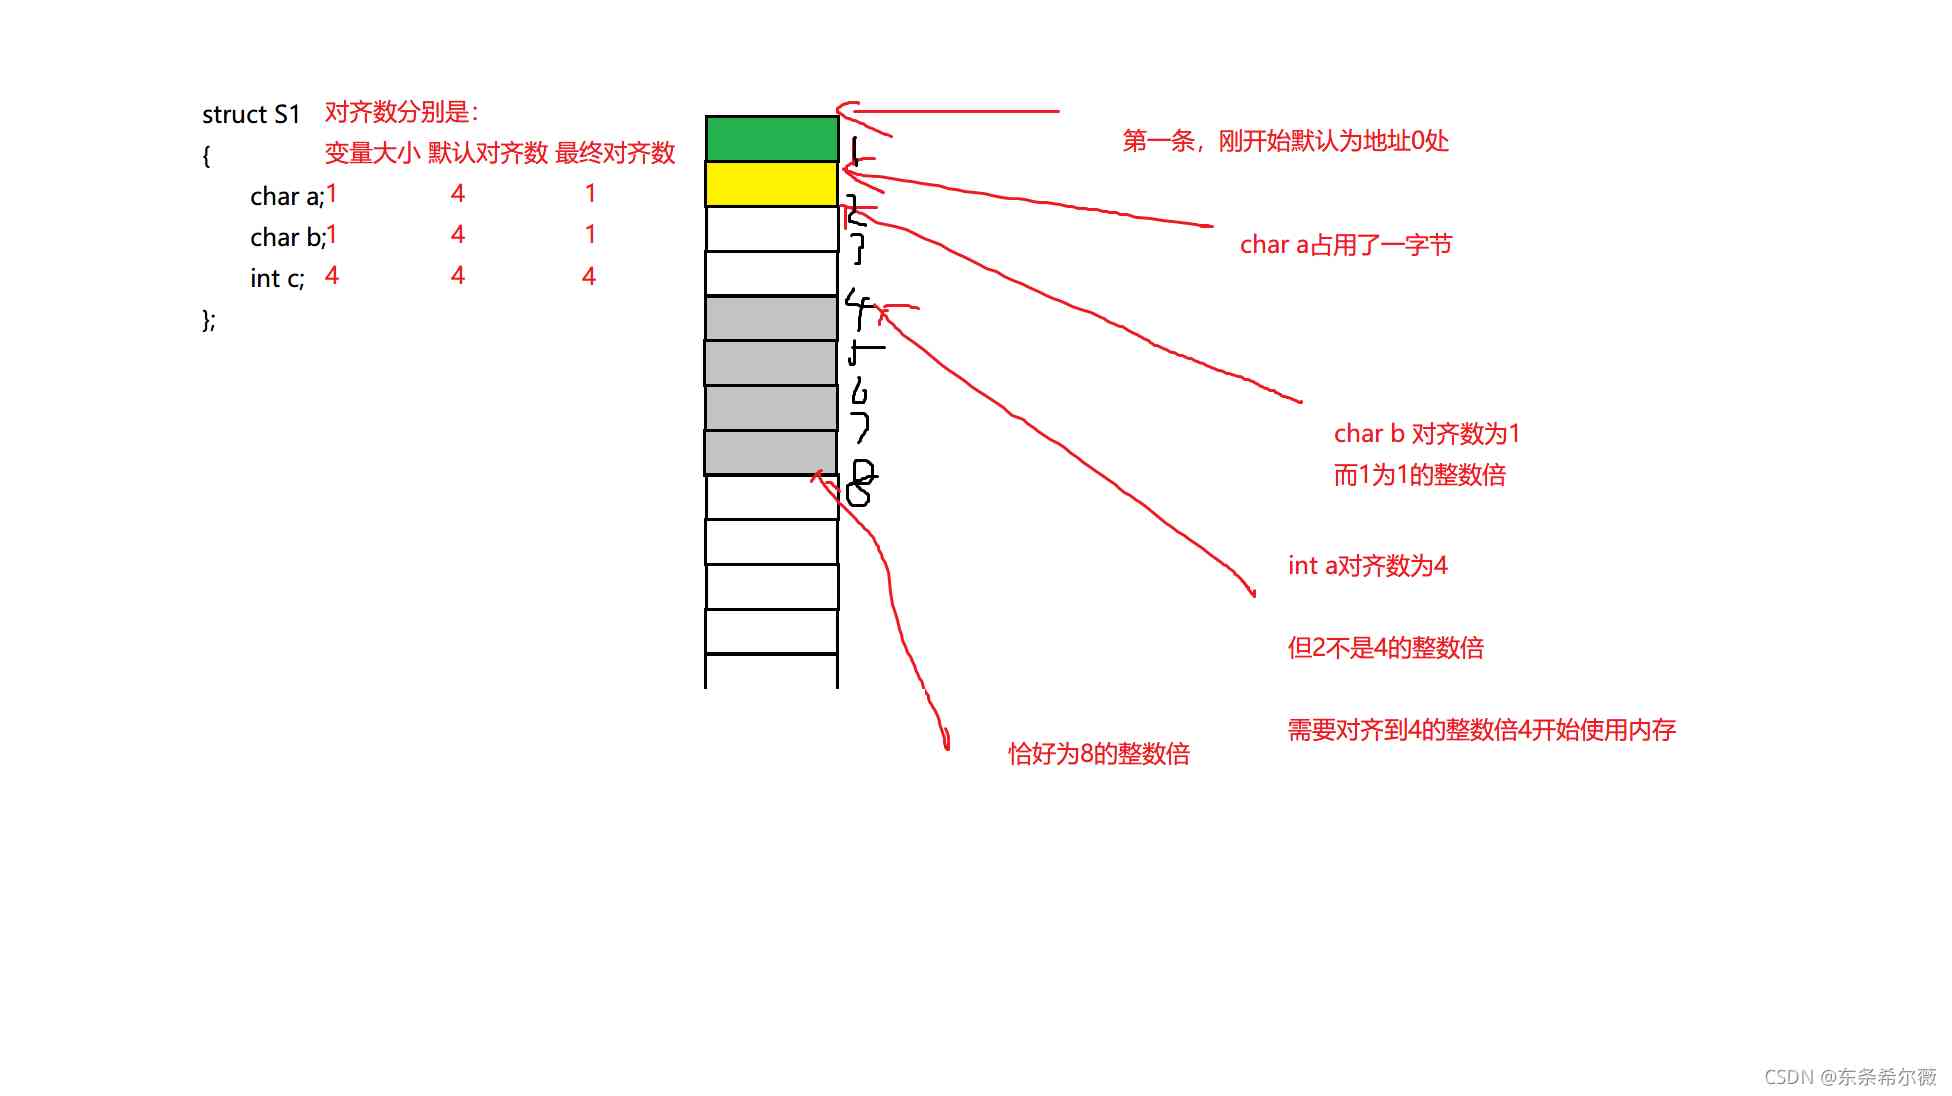 struct S1 对齐数分别是:
{ 变量大小 默认对齐数 最终对齐数
char a; 1 4 1
char b; 1 4 1
int c; 4 4 4
};
1
2
3
4
5
6
7
8
第一条，刚开始默认为地址0处
char a占用了一字节
char b 对齐数为1
而1为1的整数倍
int a对齐数为4
但2不是4的整数倍
需要对齐到4的整数倍4开始使用内存
恰好为8的整数倍
CSDN @东条希尔薇